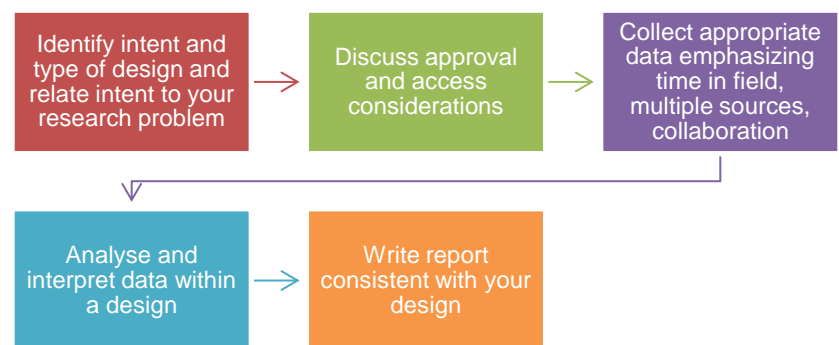 Identify intent and
type of design and
relate intent to your
research problem
Discuss approval
and access
considerations
Collect appropriate
data emphasizing
time in field,
multiple sources,
collaboration
Analyse and
interpret data within
a design
Write report
consistent with your
design